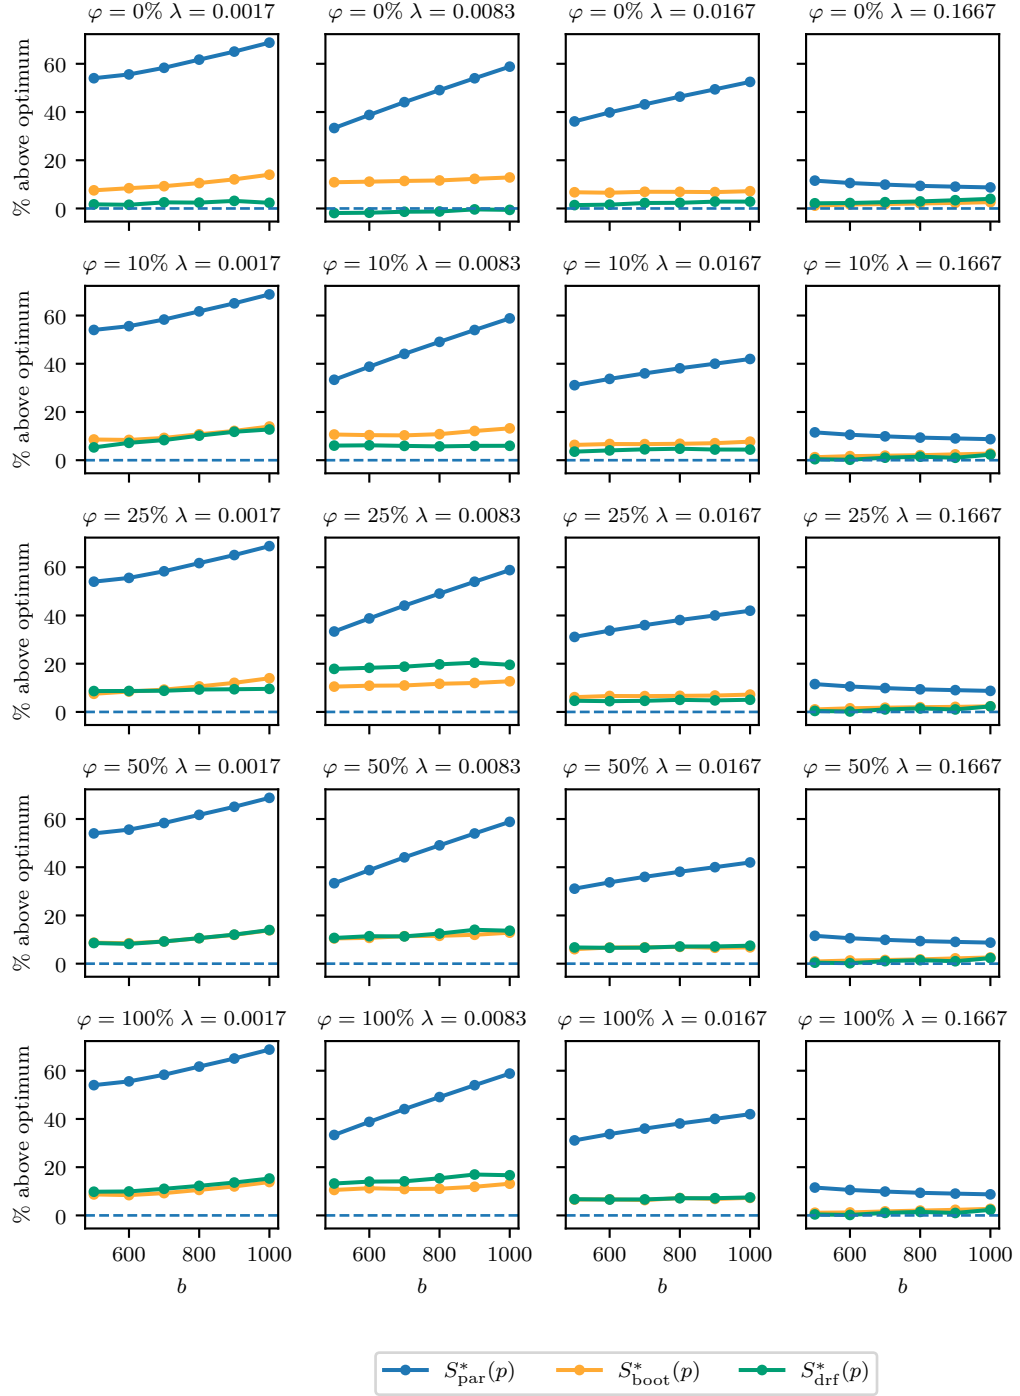 φ = 0% λ = 0.0017 φ = 0% λ = 0.0083 φ = 0% λ = 0.0167 φ = 0% λ = 0.1667
% above optimum
60
40
20
0
φ = 10% λ = 0.0017 φ = 10% λ = 0.0083 φ = 10% λ = 0.0167 φ = 10% λ = 0.1667
% above optimum
60
40
20
0
φ = 25% λ = 0.0017 φ = 25% λ = 0.0083 φ = 25% λ = 0.0167 φ = 25% λ = 0.1667
% above optimum
60
40
20
0
φ = 50% λ = 0.0017 φ = 50% λ = 0.0083 φ = 50% λ = 0.0167 φ = 50% λ = 0.1667
% above optimum
60
40
20
0
φ = 100% λ = 0.0017 φ = 100% λ = 0.0083 φ = 100% λ = 0.0167 φ = 100% λ = 0.1667
% above optimum
60
40
20
0
600 800 1000 600 800 1000 600 800 1000 600 800 1000
b b b b
S*par(p) S*boot(p) S*drf(p)